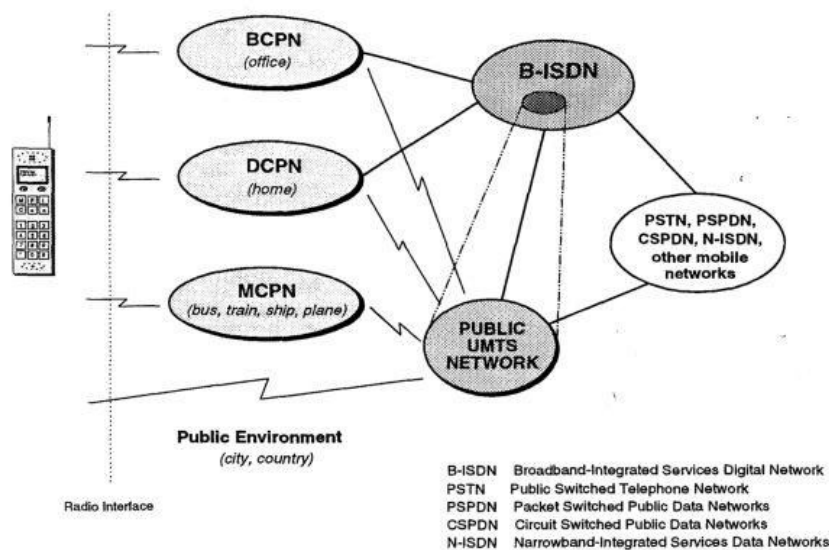 BCPN
(office)
B-ISDN
DCPN
(home)
PSTN, PSPDN,
CSPDN, N-ISDN,
other mobile
networks
MCPN
(bus, train, ship, plane)
PUBLIC
UMTS
NETWORK
Public Environment
(city, country)
Radio Interface
B-ISDN Broadband-Integrated Services Digital Network
PSTN Public Switched Telephone Network
PSPDN Packet Switched Public Data Networks
CSPDN Circuit Switched Public Data Networks
N-ISDN Narrowband-Integrated Services Data Networks